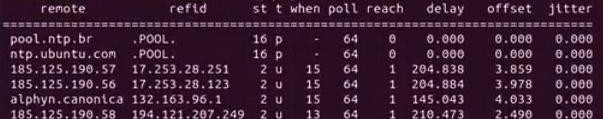 remote refid st t when poll reach delay offset jitter
==============================================================================
pool.ntp.br .POOL. 16 p - 64 0 0.000 0.000 0.000
ntp.ubuntu.com .POOL. 16 p - 64 0 0.000 0.000 0.000
185.125.190.57 17.253.28.251 2 u 15 64 1 204.838 3.859 0.000
185.125.190.56 17.253.28.123 2 u 15 64 1 204.884 3.978 0.000
alphyn.canonica 132.163.96.1 2 u 15 64 1 145.043 4.033 0.000
185.125.190.58 194.121.207.249 2 u 13 64 1 210.473 2.490 0.000